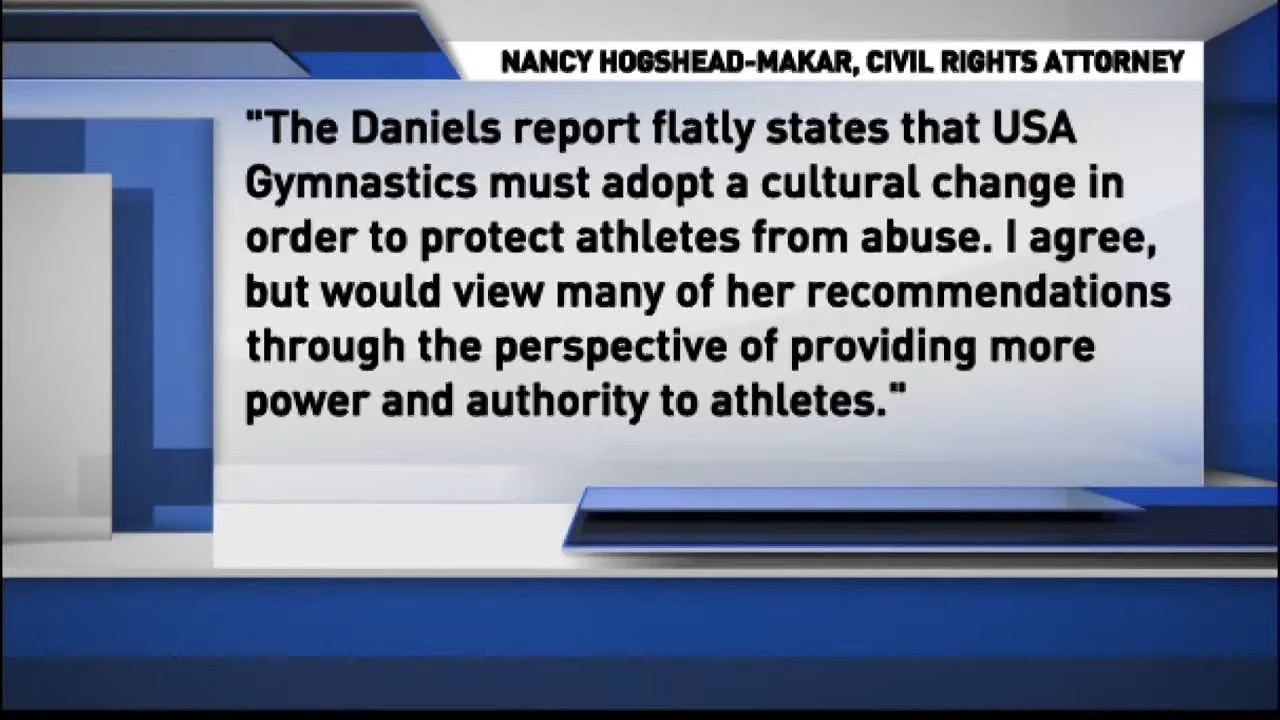 NANCY HOGSHEAD-MAKAR, CIVIL RIGHTS ATTORNEY
"The Daniels report flatly states that USA
Gymnastics must adopt a cultural change in
order to protect athletes from abuse. I agree,
but would view many of her recommendations
through the perspective of providing more
power and authority to athletes."